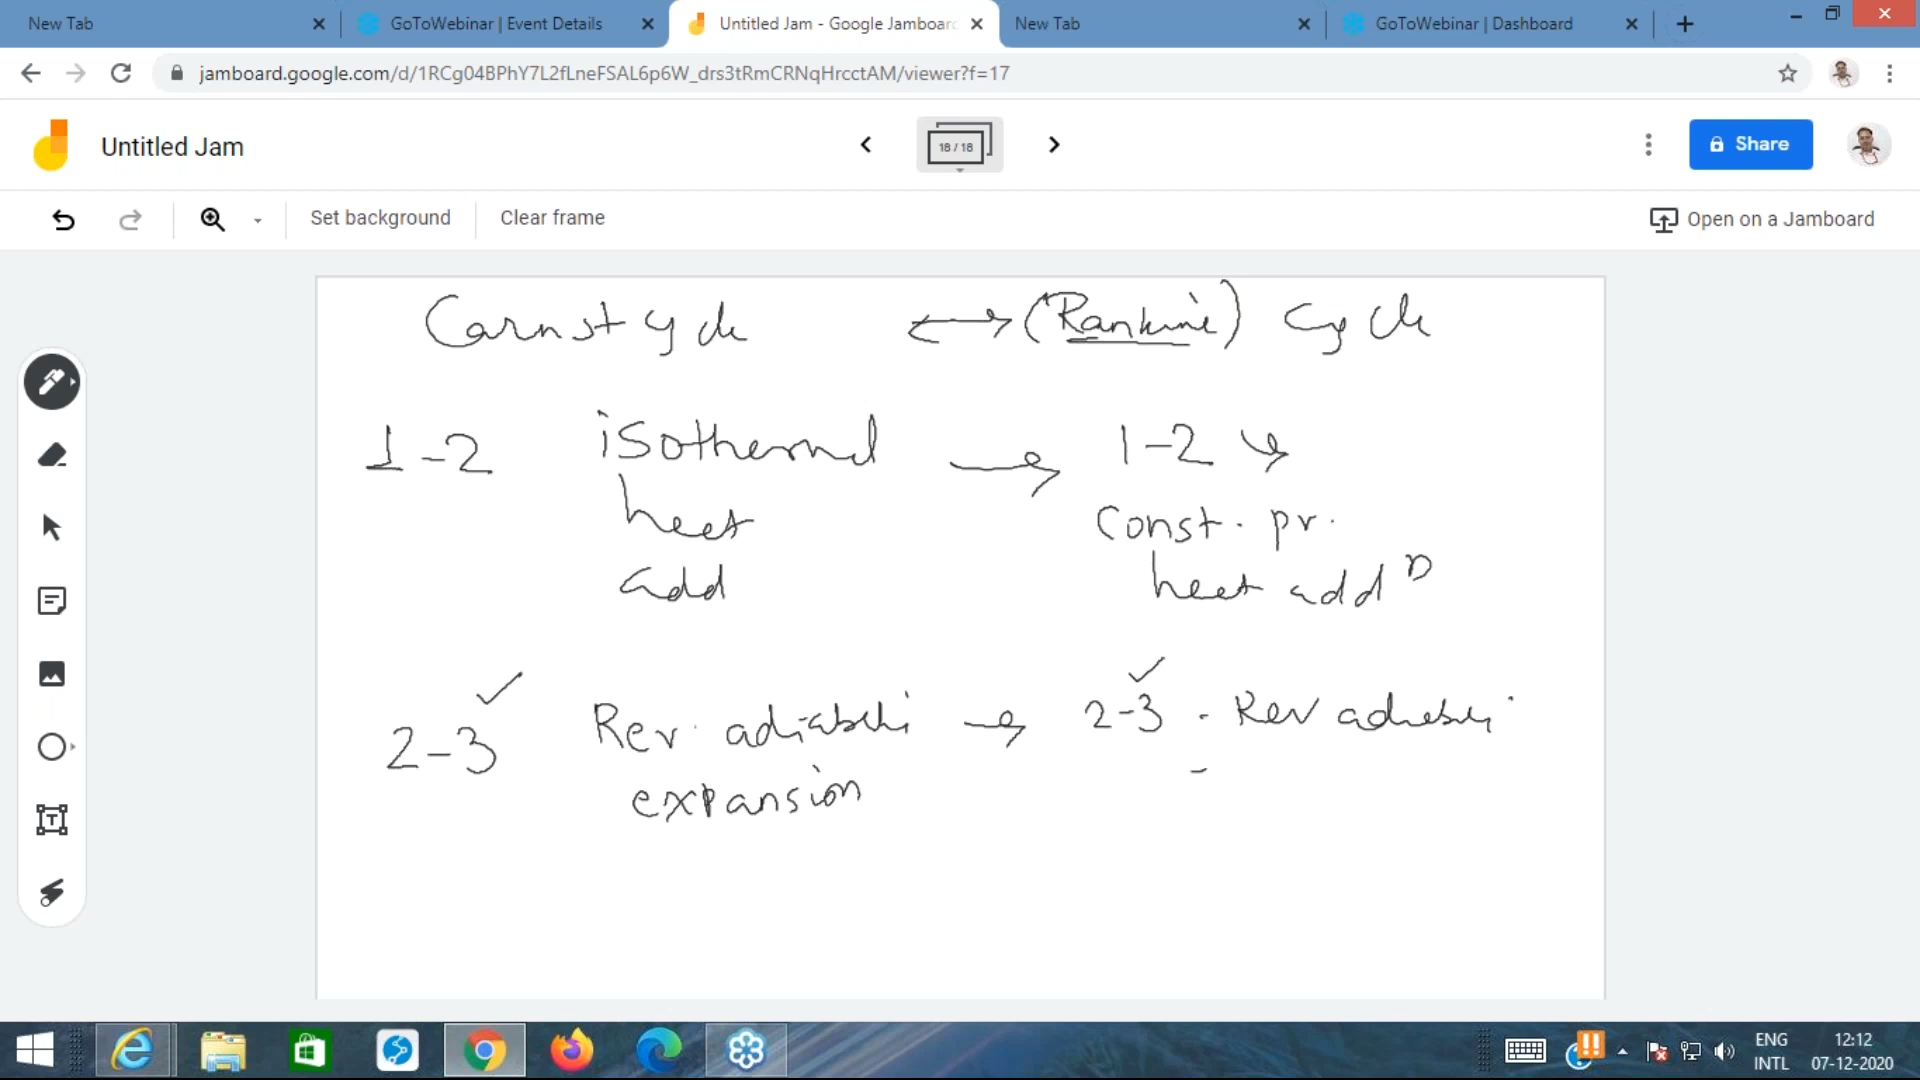 New Tab
GoToWebinar | Event Details
Untitled Jam - Google Jamboard
New Tab
GoToWebinar | Dashboard
jamboard.google.com/d/1RCg04BPhY7L2fLneFSAL6p6W_drs3tRmCRNqHrcctAM/viewer?f=17
Untitled Jam
18 / 18
Share
Set background
Clear frame
Open on a Jamboard
Carnot cycle ↔ (Rankine) Cycle
1-2 isothermal → 1-2 →
heat const. pr.
add heat addn
2-3 Rev. adiabatic → 2-3 - Rev adiabatic
expansion -
ENG 12:12
INTL 07-12-2020